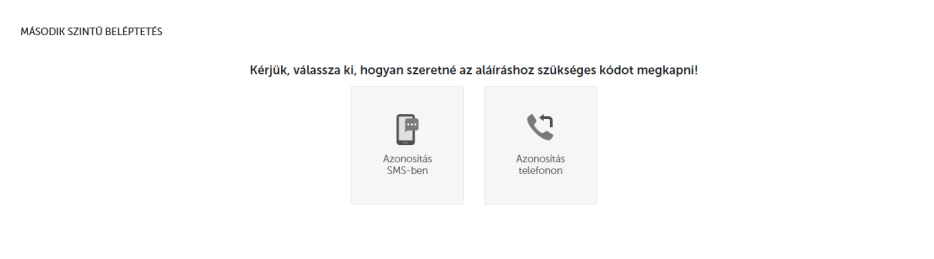 MÁSODIK SZINTŰ BELÉPTETÉS
Kérjük, válassza ki, hogyan szeretné az aláíráshoz szükséges kódot megkapni!
Azonosítás
SMS-ben
Azonosítás
telefonon